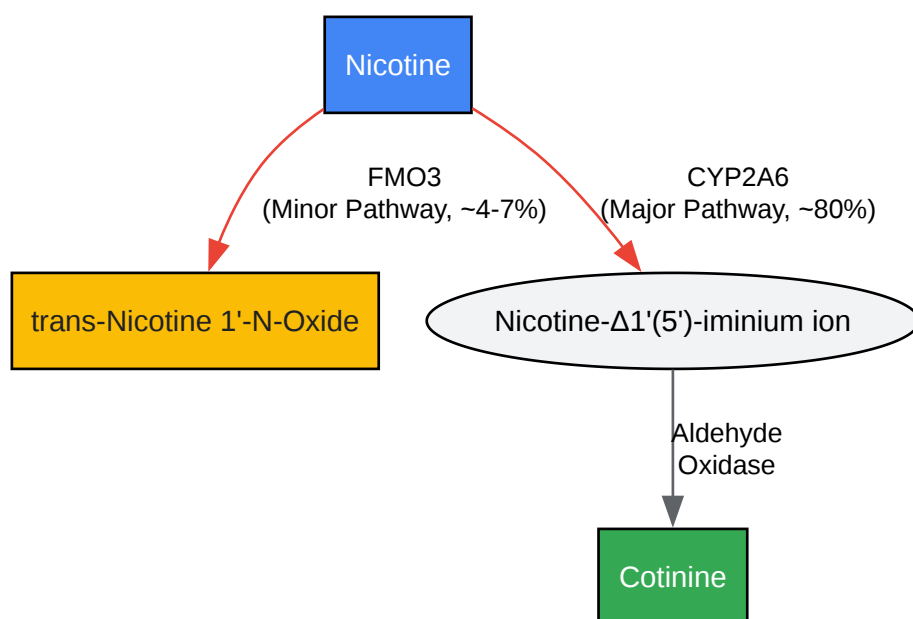 Nicotine
FMO3
(Minor Pathway, ~4-7%)
CYP2A6
(Major Pathway, ~80%)
trans-Nicotine 1'-N-Oxide
Nicotine-Δ1'(5')-iminium ion
Aldehyde
Oxidase
Cotinine